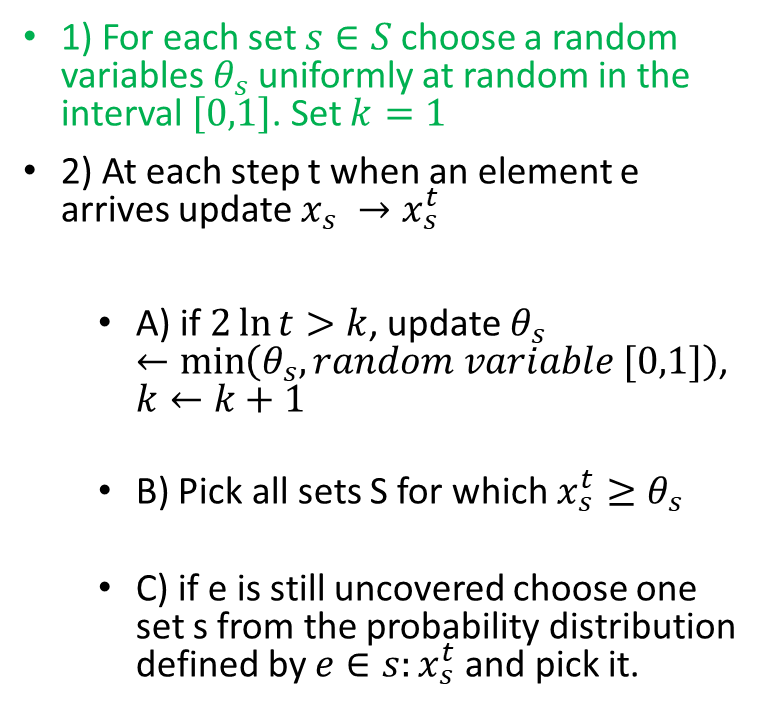 • 1) For each set 𝑠 ∈ 𝑆 choose a random
variables 𝜃ₛ uniformly at random in the
interval [0,1]. Set 𝑘 = 1
• 2) At each step t when an element e
arrives update 𝑥ₛ → 𝑥ₛᵗ
• A) if 2 ln 𝑡 > 𝑘, update 𝜃ₛ
← min(𝜃ₛ, 𝑟𝑎𝑛𝑑𝑜𝑚 𝑣𝑎𝑟𝑖𝑎𝑏𝑙𝑒 [0,1]),
𝑘 ← 𝑘 + 1
• B) Pick all sets S for which 𝑥ₛᵗ ≥ 𝜃ₛ
• C) if e is still uncovered choose one
set s from the probability distribution
defined by 𝑒 ∈ 𝑠: 𝑥ₛᵗ and pick it.